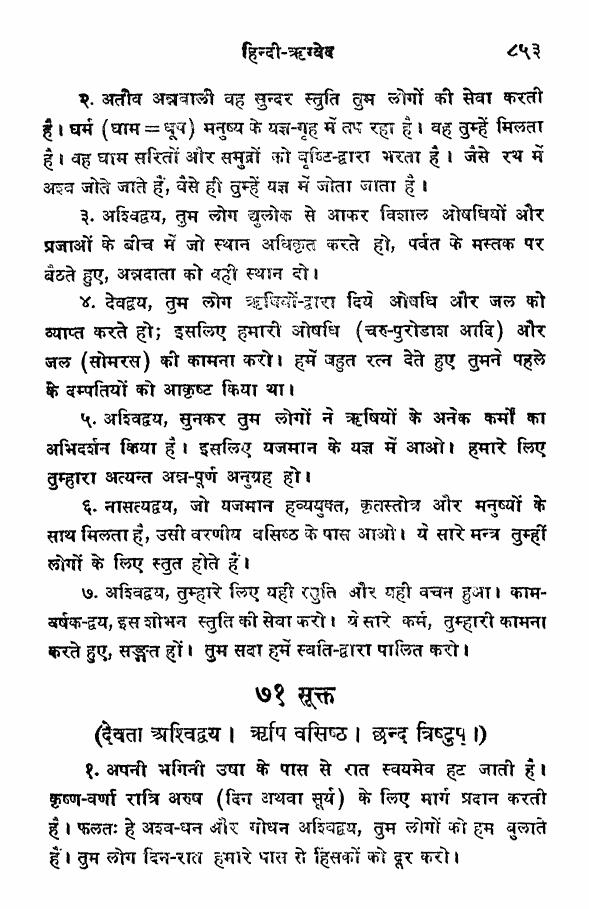 हिन्दी-ऋग्वेद ८५३
२. अतीव अन्नवाली वह सुन्दर स्तुति तुम लोगों की सेवा करती
है। घर्म (घाम=धूप) मनुष्य के यज्ञ-गृह में तप रहा है। वह तुम्हें मिलता
है। वह घाम सरितों और समुद्रों को वृष्टि-द्वारा भरता है। जैसे रथ में
अश्व जोते जाते हैं, वैसे ही तुम्हें यज्ञ में जोता जाता है।
३. अश्विद्वय, तुम लोग द्युलोक से आकर विशाल ओषधियों और
प्रजाओं के बीच में जो स्थान अधिकृत करते हो, पर्वत के मस्तक पर
बैठते हुए, अन्नदाता को वही स्थान दो।
४. देवद्वय, तुम लोग ऋषियों-द्वारा दिये ओषधि और जल को
व्याप्त करते हो; इसलिए हमारी ओषधि (चरु-पुरोडाश आदि) और
जल (सोमरस) की कामना करो। हमें बहुत रत्न देते हुए तुमने पहले
के दम्पतियों को आकृष्ट किया था।
५. अश्विद्वय, सुनकर तुम लोगों ने ऋषियों के अनेक कर्मों का
अभिदर्शन किया है। इसलिए यजमान के यज्ञ में आओ। हमारे लिए
तुम्हारा अत्यन्त अन्न-पूर्ण अनुग्रह हो।
६. नासत्यद्वय, जो यजमान हव्ययुक्त, कृतस्तोत्र और मनुष्यों के
साथ मिलता है, उसी वरणीय वसिष्ठ के पास आओ। ये सारे मन्त्र तुम्हीं
लोगों के लिए स्तुत होते हैं।
७. अश्विद्वय, तुम्हारे लिए यही स्तुति और यही वचन हुआ। काम-
वर्षक-द्वय, इस शोभन स्तुति की सेवा करो। ये सारे कर्म, तुम्हारी कामना
करते हुए, सङ्गत हों। तुम सदा हमें स्वति-द्वारा पालित करो।
७१ सूक्त
(देवता अश्विद्वय। ऋषि वसिष्ठ। छन्द त्रिष्टुप्।)
१. अपनी भगिनी उषा के पास से रात स्वयमेव हट जाती है।
कृष्ण-वर्णा रात्रि अरुष (दिन अथवा सूर्य) के लिए मार्ग प्रदान करती
है। फलतः हे अश्व-धन और गोधन अश्विद्वय, तुम लोगों को हम बुलाते
हैं। तुम लोग दिन-रात हमारे पास से हिंसकों को दूर करो।